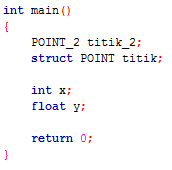 int main()
{
    POINT_2 titik_2;
    struct POINT titik;

    int x;
    float y;

    return 0;
}